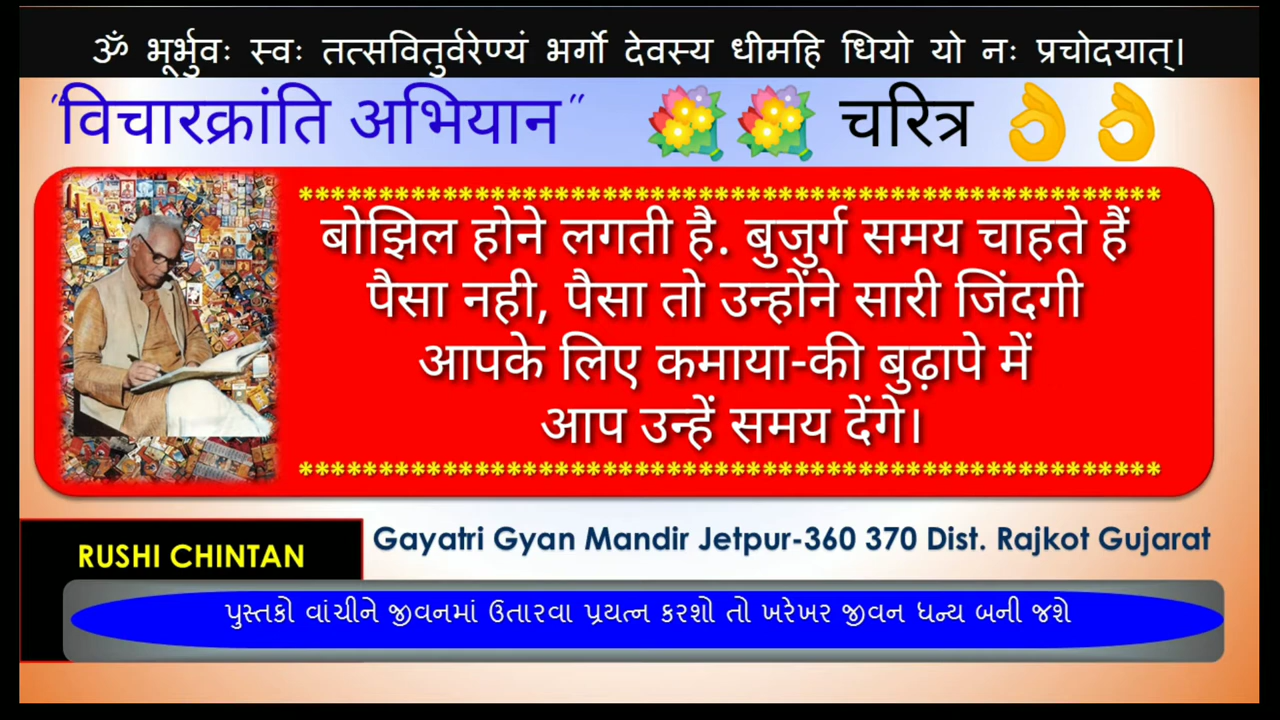 ॐ भूर्भुवः स्वः तत्सवितुर्वरेण्यं भर्गो देवस्य धीमहि धियो यो नः प्रचोदयात्।
"विचारक्रांति अभियान" 💐💐 चरित्र 👌👌
******************************************************
बोझिल होने लगती है. बुजुर्ग समय चाहते हैं
पैसा नही, पैसा तो उन्होंने सारी जिंदगी
आपके लिए कमाया-की बुढ़ापे में
आप उन्हें समय देंगे।
******************************************************
Gayatri Gyan Mandir Jetpur-360 370 Dist. Rajkot Gujarat
RUSHI CHINTAN
પુસ્તકો વાંચીને જીવનમાં ઉતારવા પ્રયત્ન કરશો તો ખરેખર જીવન ધન્ય બની જશે